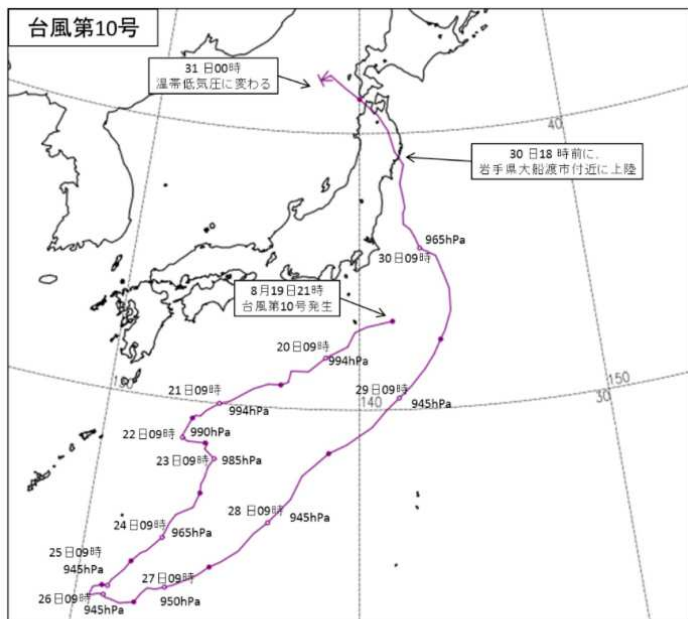 台風第10号
31日00時
温帯低気圧に変わる
40
30日18時前に、
岩手県大船渡市付近に上陸
965hPa
30日09時
8月19日21時
台風第10号発生
20日09時
994hPa
150
30
29日09時
945hPa
140
21日09時
994hPa
22日09時
990hPa
23日09時
985hPa
28日09時
945hPa
24日09時
965hPa
25日09時
945hPa
27日09時
950hPa
26日09時
945hPa